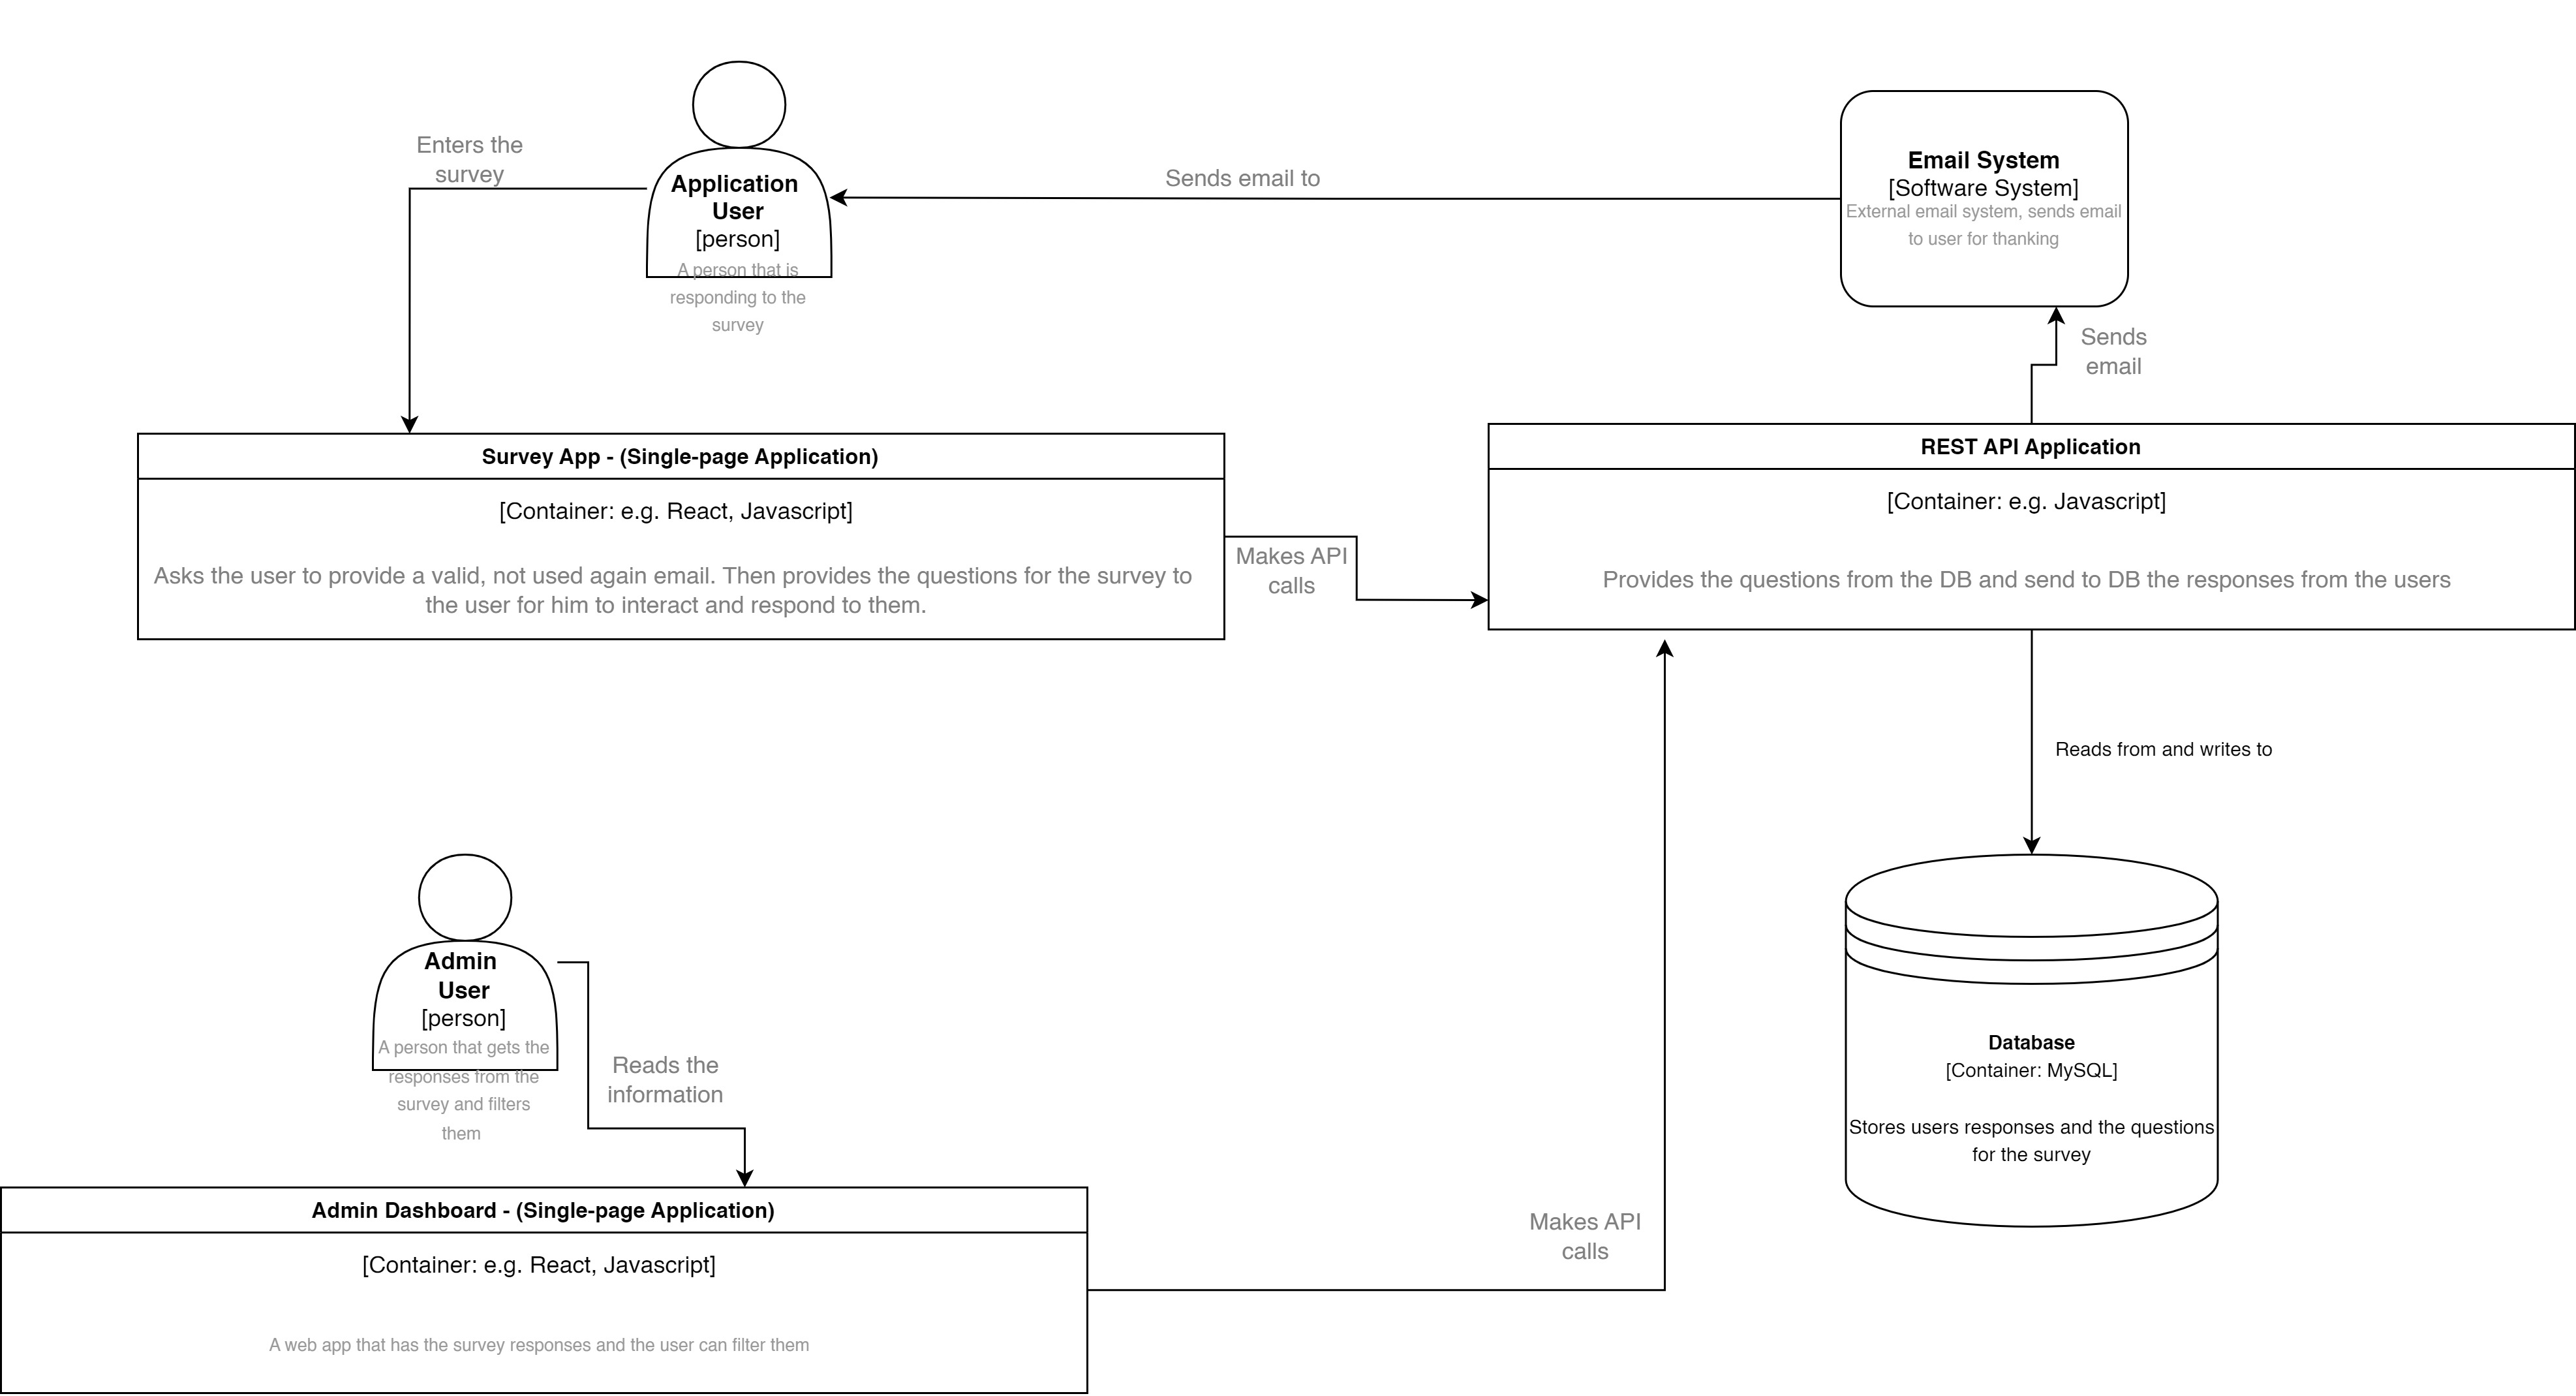 Enters the
survey
Application
User
[person]
A person that is
responding to the
survey
Sends email to
Email System
[Software System]
External email system, sends email
to user for thanking
Sends
email
Survey App - (Single-page Application)
[Container: e.g. React, Javascript]
Asks the user to provide a valid, not used again email. Then provides the questions for the survey to
the user for him to interact and respond to them.
Makes API
calls
REST API Application
[Container: e.g. Javascript]
Provides the questions from the DB and send to DB the responses from the users
Reads from and writes to
Admin
User
[person]
A person that gets the
responses from the
survey and filters
them
Reads the
information
Database
[Container: MySQL]
Stores users responses and the questions
for the survey
Admin Dashboard - (Single-page Application)
[Container: e.g. React, Javascript]
A web app that has the survey responses and the user can filter them
Makes API
calls